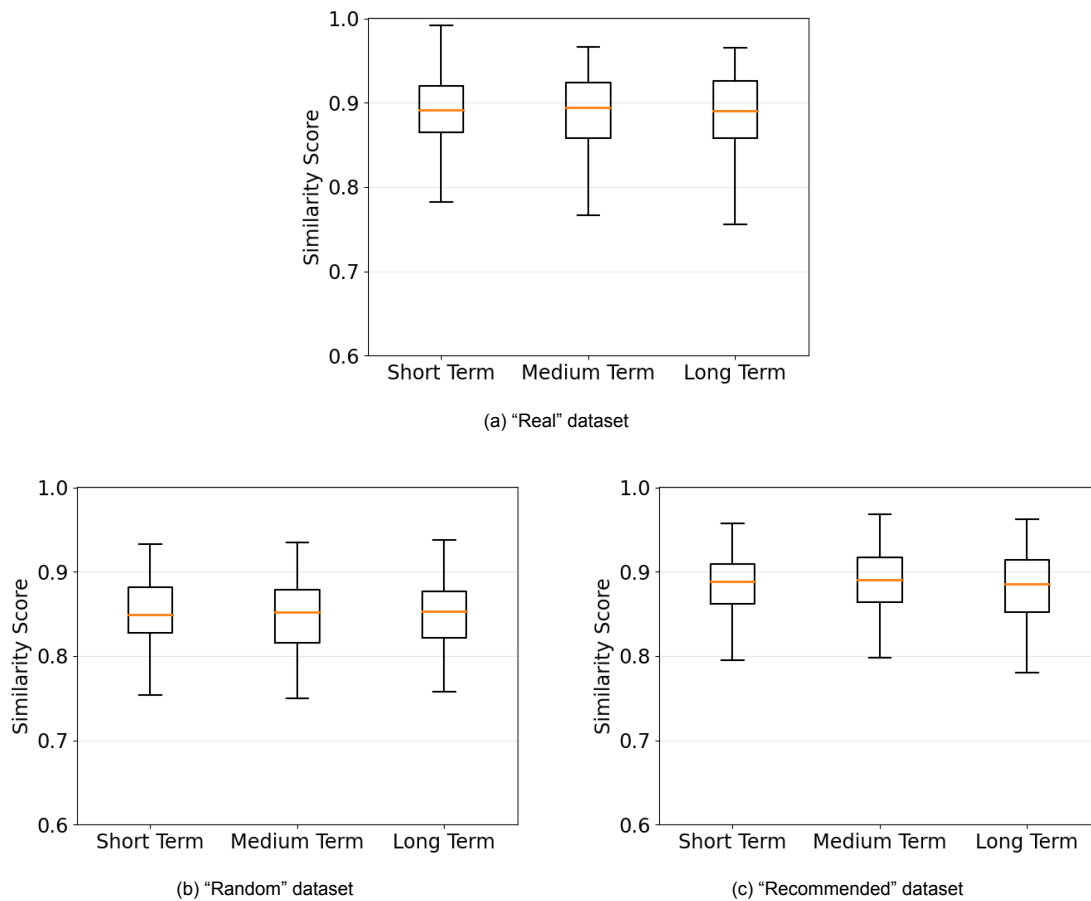 1.0
0.9
0.8
0.7
0.6
Similarity Score
Short Term Medium Term Long Term
(a) “Real” dataset
1.0
0.9
0.8
0.7
0.6
Similarity Score
Short Term Medium Term Long Term
(b) “Random” dataset
1.0
0.9
0.8
0.7
0.6
Similarity Score
Short Term Medium Term Long Term
(c) “Recommended” dataset